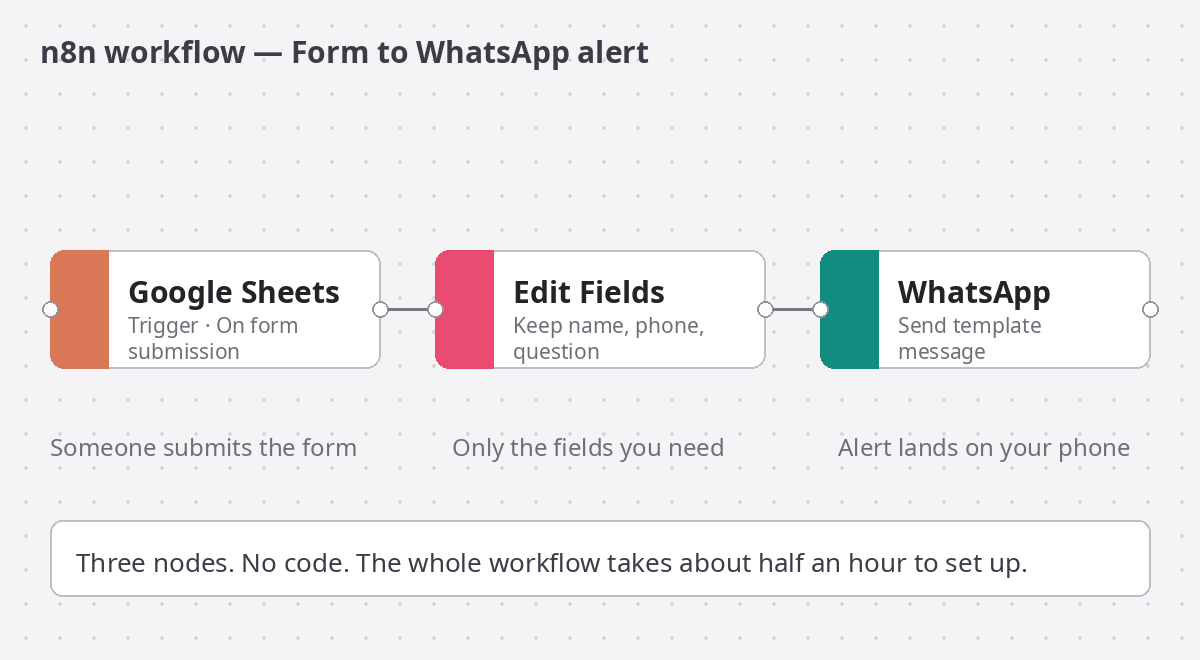 n8n workflow — Form to WhatsApp alert
Google Sheets
Trigger · On form
submission
Edit Fields
Keep name, phone,
question
WhatsApp
Send template
message
Someone submits the form
Only the fields you need
Alert lands on your phone
Three nodes. No code. The whole workflow takes about half an hour to set up.